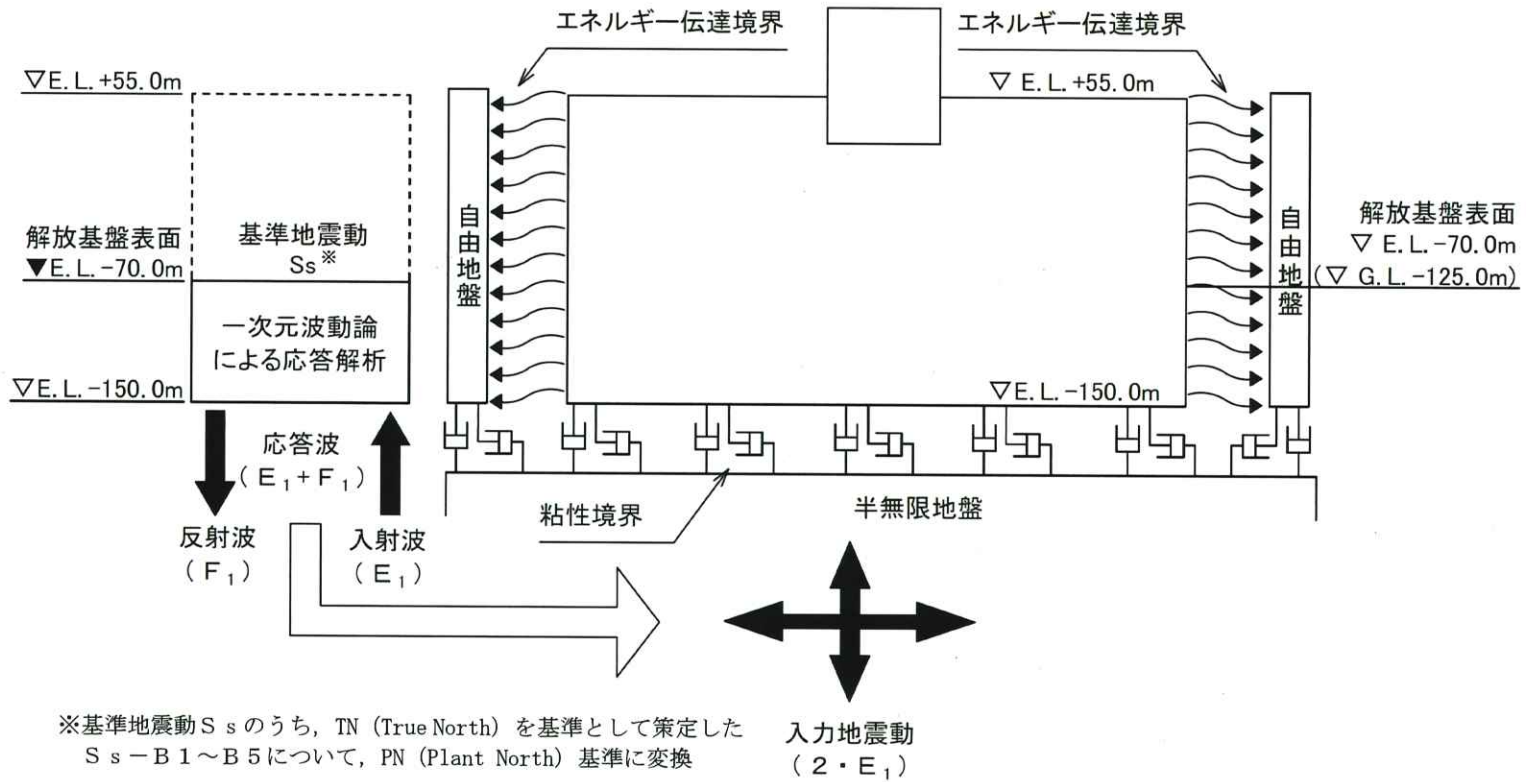 エネルギー伝達境界
エネルギー伝達境界
▽E.L.+55.0m
▽ E.L.+55.0m
解放基盤表面
▼E.L.-70.0m
基準地震動
Ss※
一次元波動論
による応答解析
▽E.L.-150.0m
自由地盤
自由地盤
解放基盤表面
▽ E.L.-70.0m
(▽ G.L.-125.0m)
▽E.L.-150.0m
応答波
(E₁+F₁)
反射波
(F₁)
入射波
(E₁)
粘性境界
半無限地盤
入力地震動
(2・E₁)
※基準地震動Ｓｓのうち，TN (True North) を基準として策定した
Ｓｓ－Ｂ１～Ｂ５について，PN (Plant North) 基準に変換